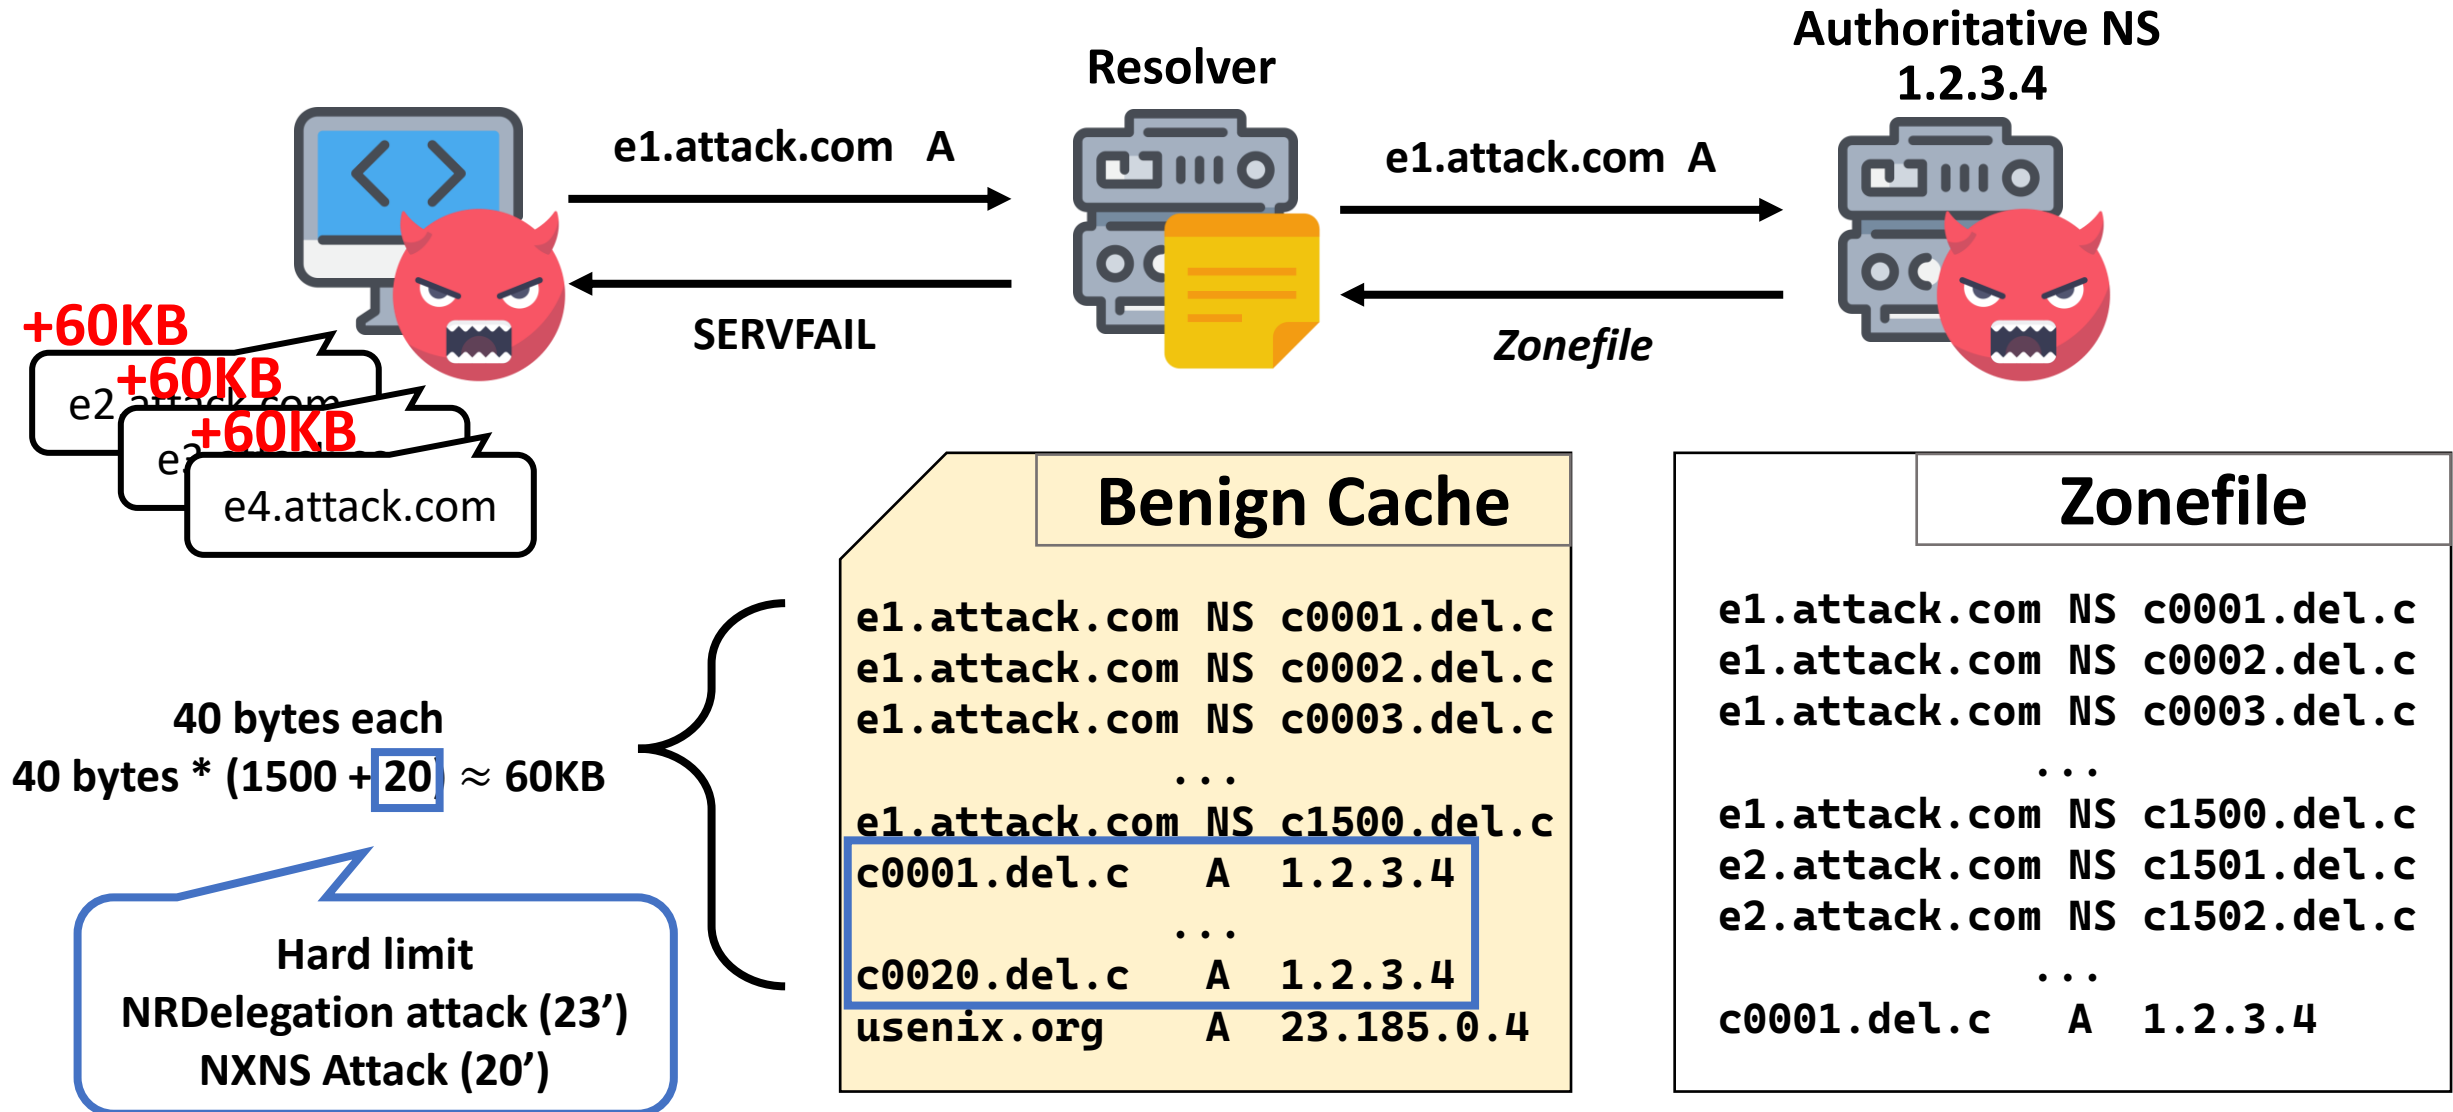 Authoritative NS
1.2.3.4
Resolver
e1.attack.com A
e1.attack.com A
SERVFAIL
Zonefile
+60KB
+60KB
+60KB
e2.attack.com
e3
e4.attack.com
Benign Cache
e1.attack.com NS c0001.del.c
e1.attack.com NS c0002.del.c
e1.attack.com NS c0003.del.c
...
e1.attack.com NS c1500.del.c
c0001.del.c A 1.2.3.4
...
c0020.del.c A 1.2.3.4
usenix.org A 23.185.0.4
40 bytes each
40 bytes * (1500 + 20) ≈ 60KB
Hard limit
NRDelegation attack (23’)
NXNS Attack (20’)
Zonefile
e1.attack.com NS c0001.del.c
e1.attack.com NS c0002.del.c
e1.attack.com NS c0003.del.c
...
e1.attack.com NS c1500.del.c
e2.attack.com NS c1501.del.c
e2.attack.com NS c1502.del.c
...
c0001.del.c A 1.2.3.4